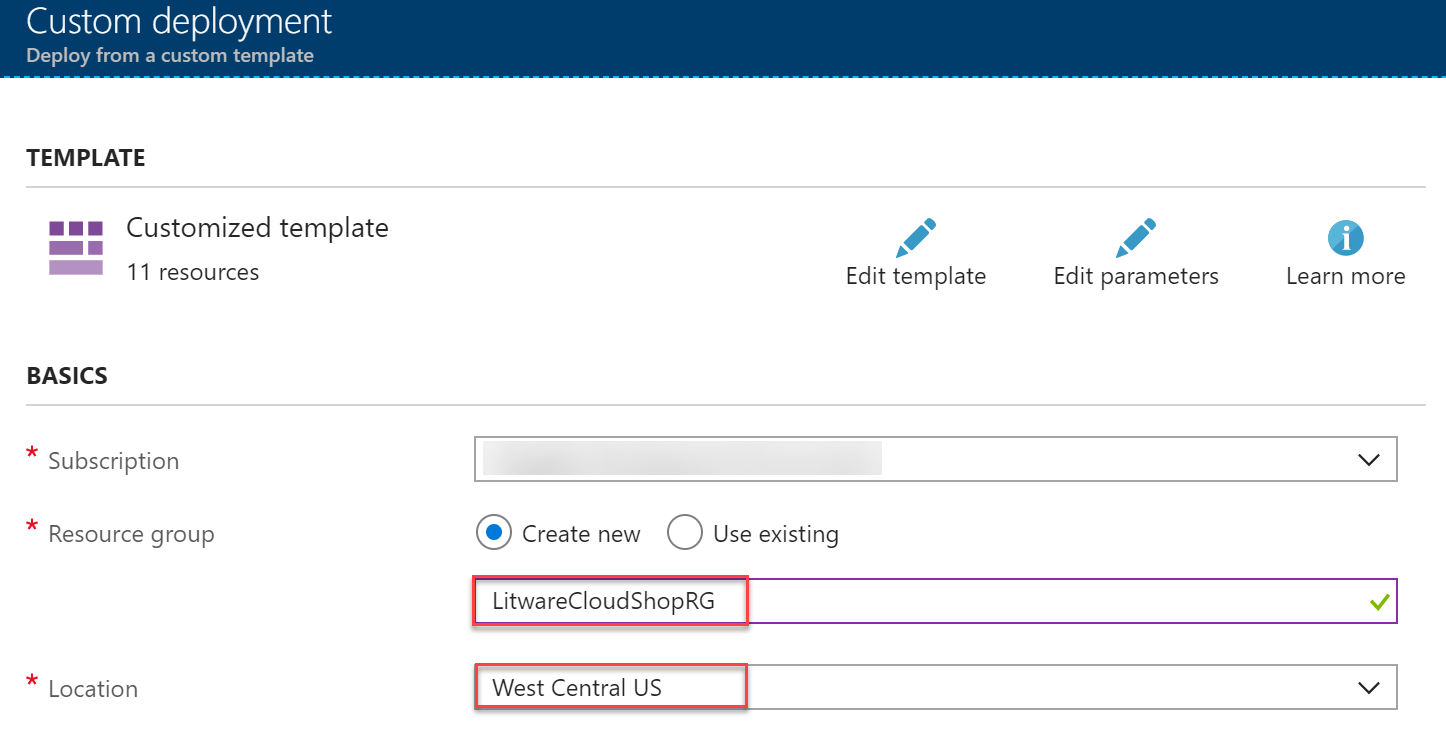 Custom deployment
Deploy from a custom template
TEMPLATE
Customized template
11 resources
Edit template
Edit parameters
Learn more
BASICS
* Subscription
* Resource group
Create new
Use existing
LitwareCloudShopRG
* Location
West Central US